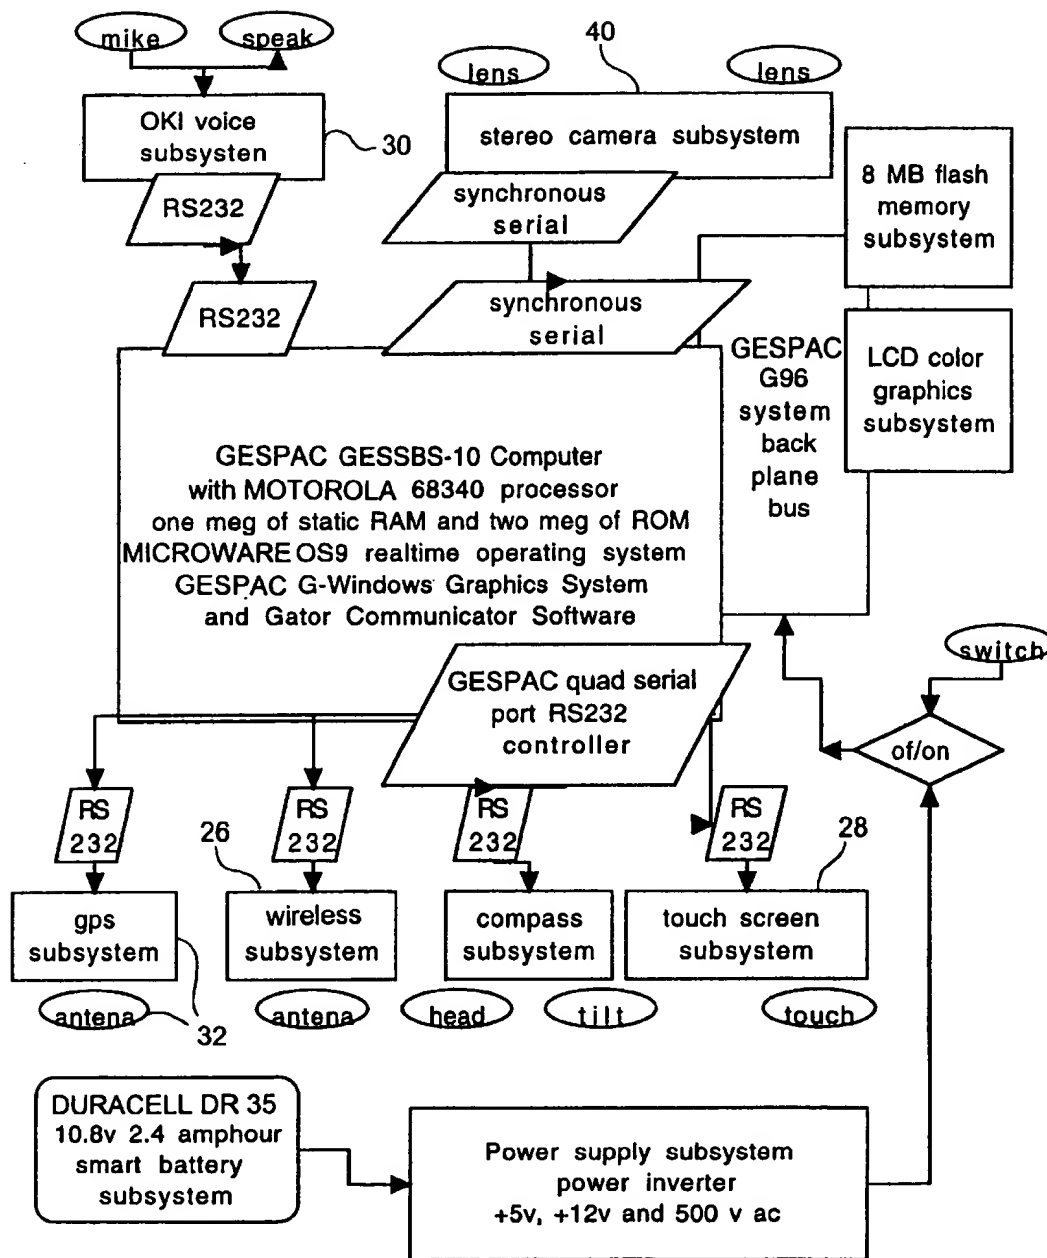 mike
speak
40
lens
lens
OKI voice
subsysten
30
stereo camera subsystem
8 MB flash
memory
subsystem
RS232
synchronous
serial
RS232
synchronous
serial
GESPAC
G96
system
back
plane
bus
LCD color
graphics
subsystem
GESPAC GESSBS-10 Computer
with MOTOROLA 68340 processor
one meg of static RAM and two meg of ROM
MICROWARE OS9 realtime operating system
GESPAC G-Windows Graphics System
and Gator Communicator Software
switch
GESPAC quad serial
port RS232
controller
of/on
RS
232
26
RS
232
RS
232
RS
232
28
gps
subsystem
wireless
subsystem
compass
subsystem
touch screen
subsystem
antena
32
antena
head
tilt
touch
DURACELL DR 35
10.8v 2.4 amphour
smart battery
subsystem
Power supply subsystem
power inverter
+5v, +12v and 500 v ac